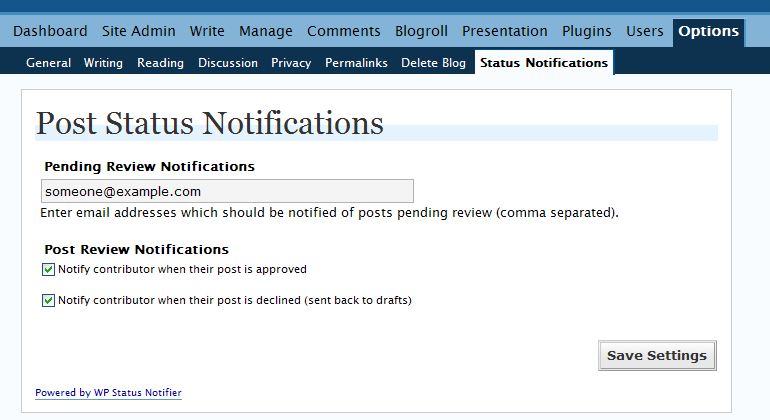 Dashboard Site Admin Write Manage Comments Blogroll Presentation Plugins Users Options
General Writing Reading Discussion Privacy Permalinks Delete Blog Status Notifications
Post Status Notifications
Pending Review Notifications
someone@example.com
Enter email addresses which should be notified of posts pending review (comma separated).
Post Review Notifications
Notify contributor when their post is approved
Notify contributor when their post is declined (sent back to drafts)
Save Settings
Powered by WP Status Notifier